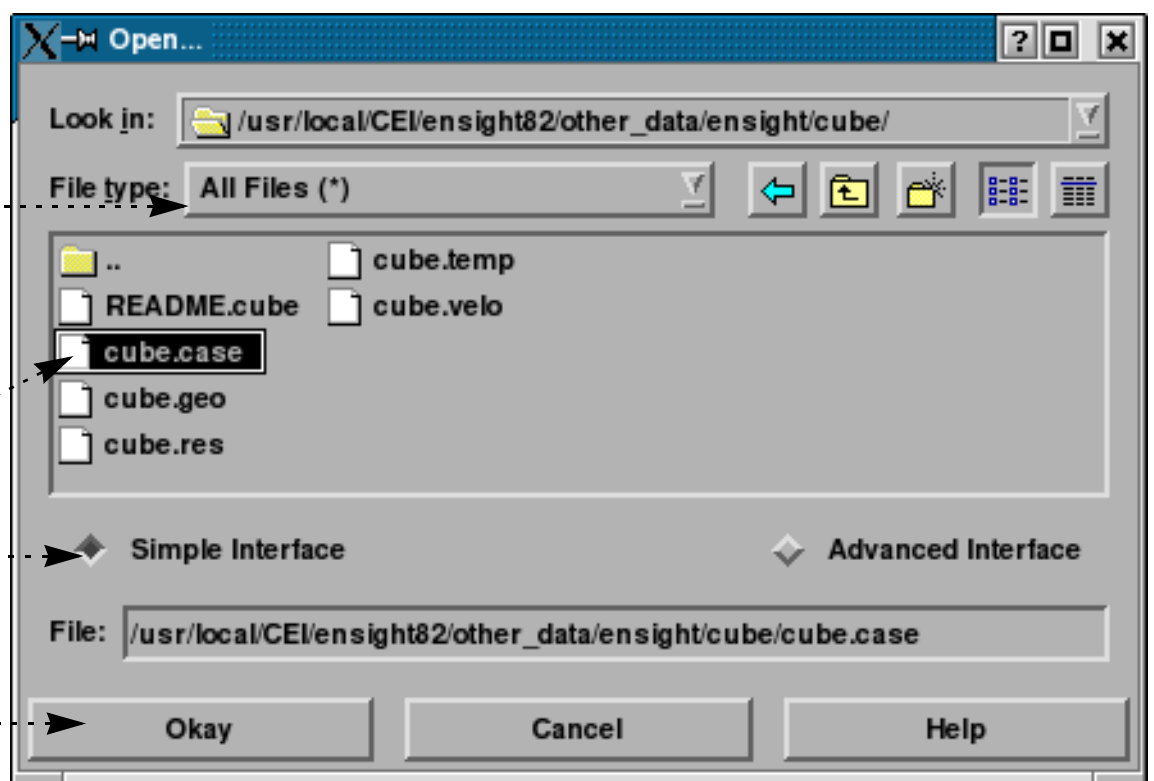 Open...
?
Look in: /usr/local/CEI/ensight82/other_data/ensight/cube/
File type: All Files (*)
.. cube.temp
README.cube cube.velo
cube.case
cube.geo
cube.res
Simple Interface Advanced Interface
File: /usr/local/CEI/ensight82/other_data/ensight/cube/cube.case
Okay Cancel Help